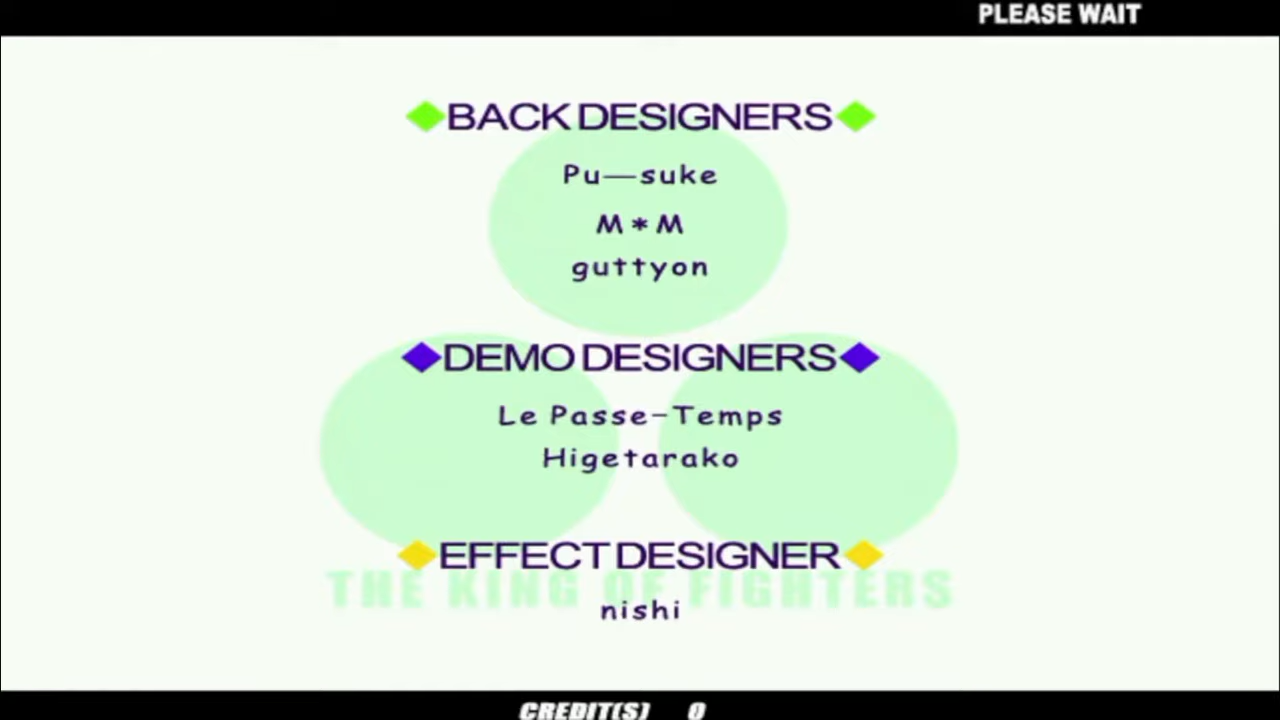 PLEASE WAIT
◆BACK DESIGNERS◆
Pu—suke
M*M
guttyon
◆DEMO DESIGNERS◆
Le Passe-Temps
Higetarako
◆EFFECT DESIGNER◆
THE KING OF FIGHTERS
nishi
CREDIT(S) 0